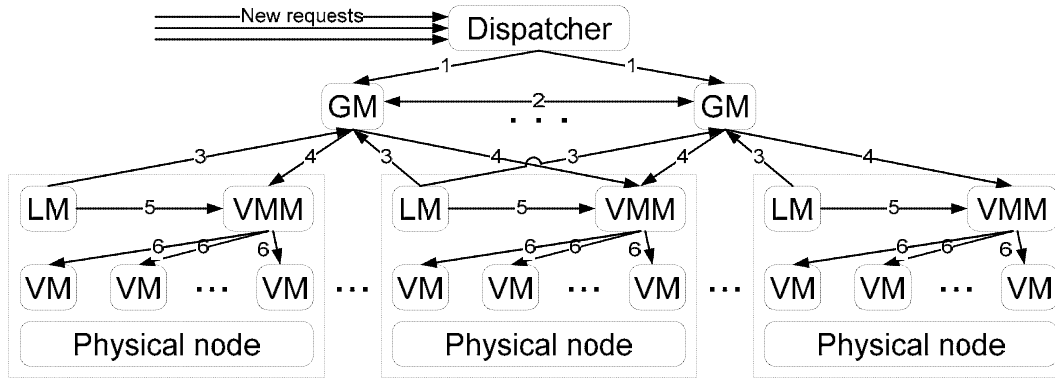 New requests
Dispatcher
1 1
GM 2 GM
...
3 4 3 4 3 4 3 4
LM 5 VMM LM 5 VMM LM 5 VMM
6 6 6 6 6 6 6 6 6
VM VM ... VM ... VM VM ... VM ... VM VM ... VM
Physical node Physical node Physical node